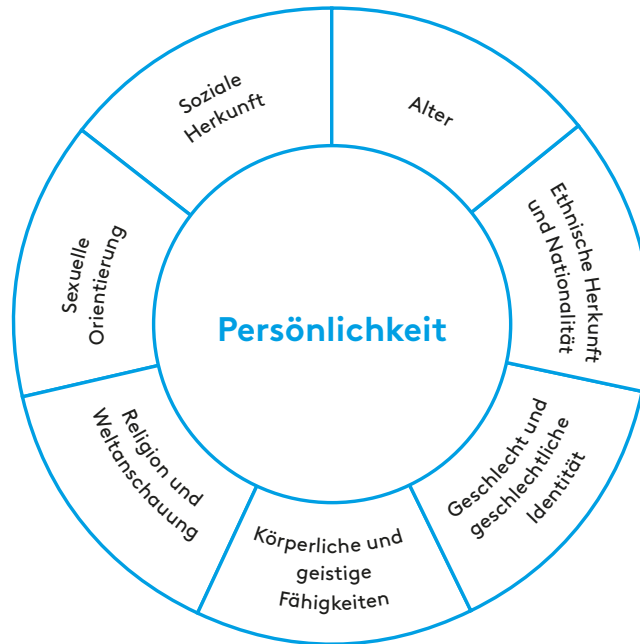 Soziale
Herkunft
Alter
Ethnische Herkunft
und Nationalität
Geschlecht und
geschlechtliche
Identität
Körperliche und
geistige
Fähigkeiten
Religion und
Weltanschauung
Sexuelle
Orientierung
Persönlichkeit